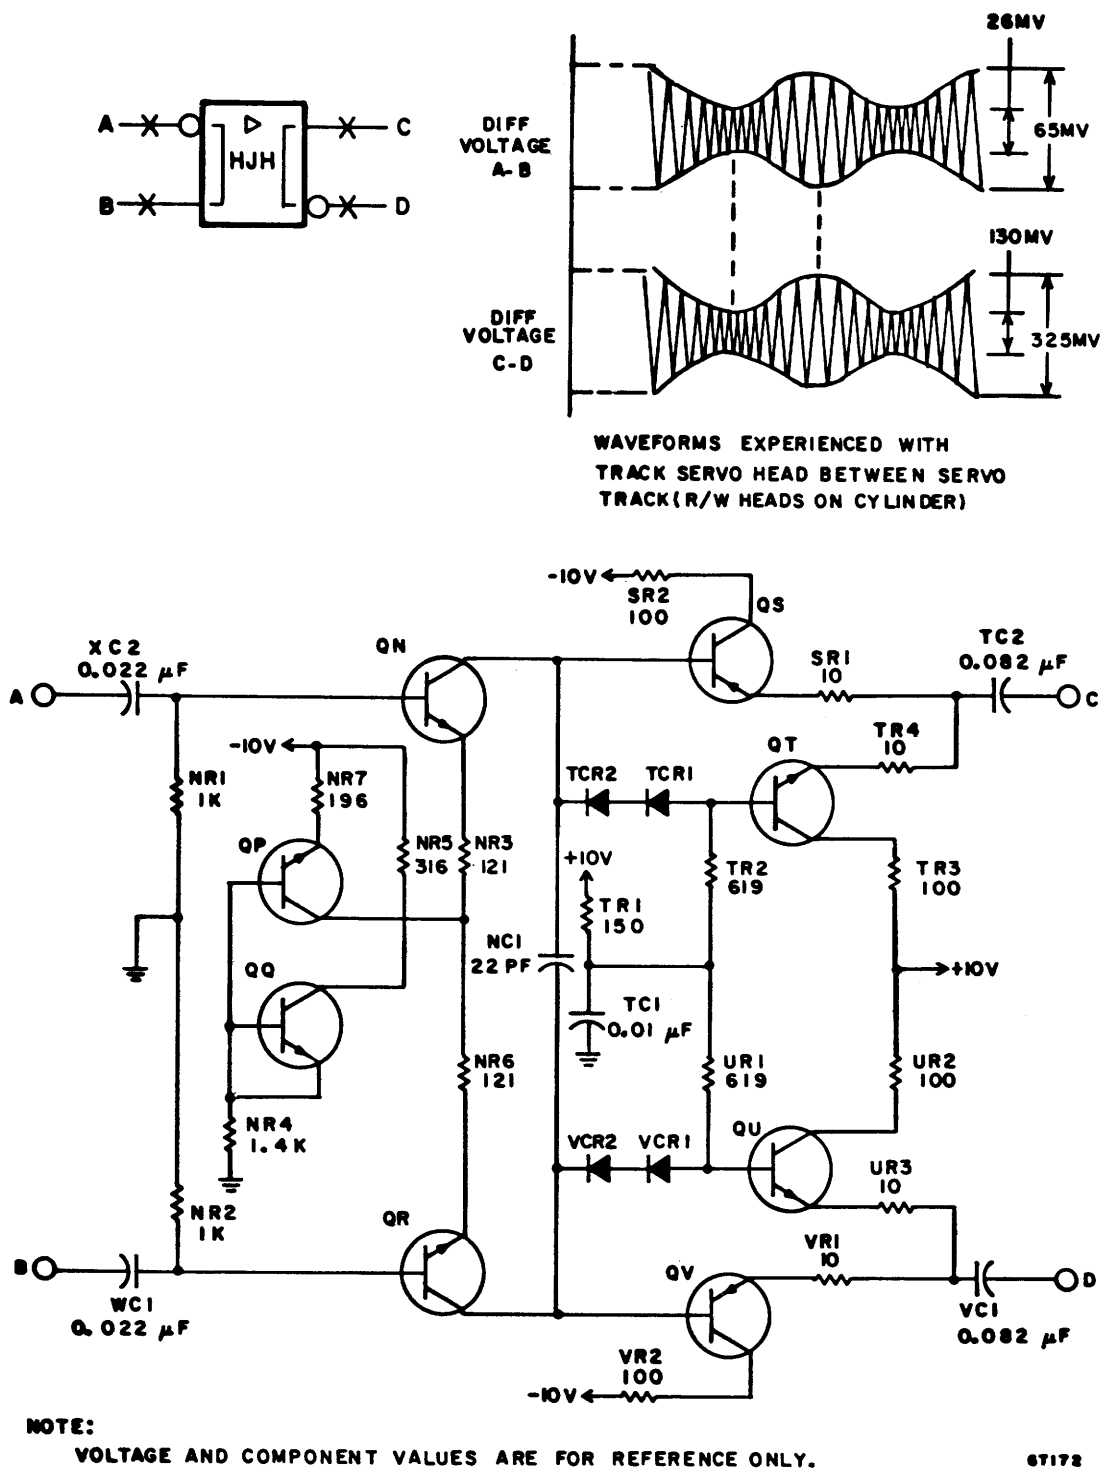 A
HJH
C
B
D
DIFF
VOLTAGE
A-B
26MV
65MV
DIFF
VOLTAGE
C-D
130MV
325MV
WAVEFORMS EXPERIENCED WITH
TRACK SERVO HEAD BETWEEN SERVO
TRACK(R/W HEADS ON CYLINDER)
-10V
SR2
100
QS
XC2
0.022 µF
A
QN
SR1
10
TC2
0.082 µF
C
-10V
NR1
1K
NR7
196
QT
TR4
10
TCR2
TCR1
QP
NR5
316
NR3
121
+10V
TR1
150
TR2
619
TR3
100
NC1
22 PF
+10V
QQ
TC1
0.01 µF
NR6
121
UR1
619
UR2
100
NR4
1.4K
VCR2
VCR1
QU
UR3
10
NR2
1K
QR
VR1
10
B
WC1
0.022 µF
QV
D
VC1
0.082 µF
VR2
100
-10V
NOTE:
VOLTAGE AND COMPONENT VALUES ARE FOR REFERENCE ONLY.
6T172